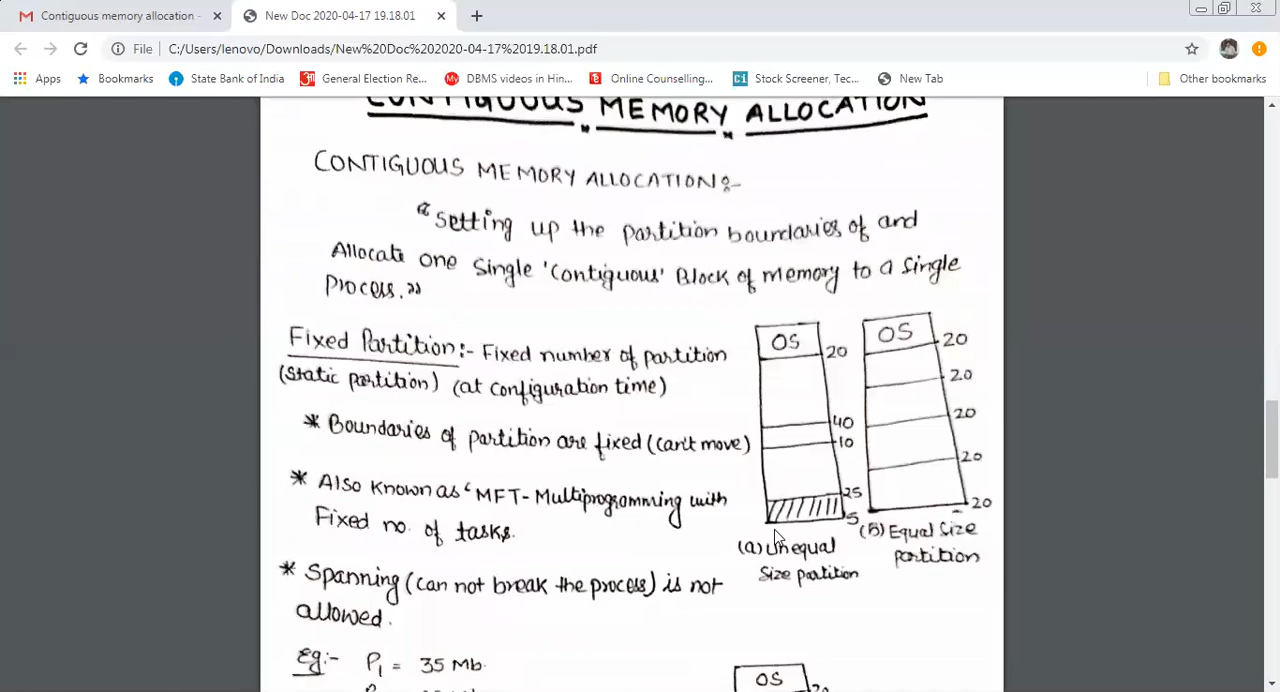 Contiguous memory allocation -
New Doc 2020-04-17 19.18.01
File
C:/Users/lenovo/Downloads/New%20Doc%202020-04-17%2019.18.01.pdf
Apps
Bookmarks
State Bank of India
General Election Re...
DBMS videos in Hin...
Online Counselling...
Stock Screener, Tec...
New Tab
Other bookmarks
CONTIGUOUS MEMORY ALLOCATION
CONTIGUOUS MEMORY ALLOCATION:-
"Setting up the partition boundaries of and
Allocate one Single 'Contiguous' Block of memory to a Single
Process."
Fixed Partition:- Fixed number of partition
(Static partition) (at configuration time)
* Boundaries of partition are fixed (can't move)
* Also known as 'MFT- Multiprogramming with
Fixed no. of tasks.
* Spanning (can not break the process) is not
allowed.
OS
20
40
10
25
5
(a) Unequal
Size partition
OS
20
20
20
20
20
(B) Equal Size
partition
Eg:- P1 = 35 Mb.
OS
20